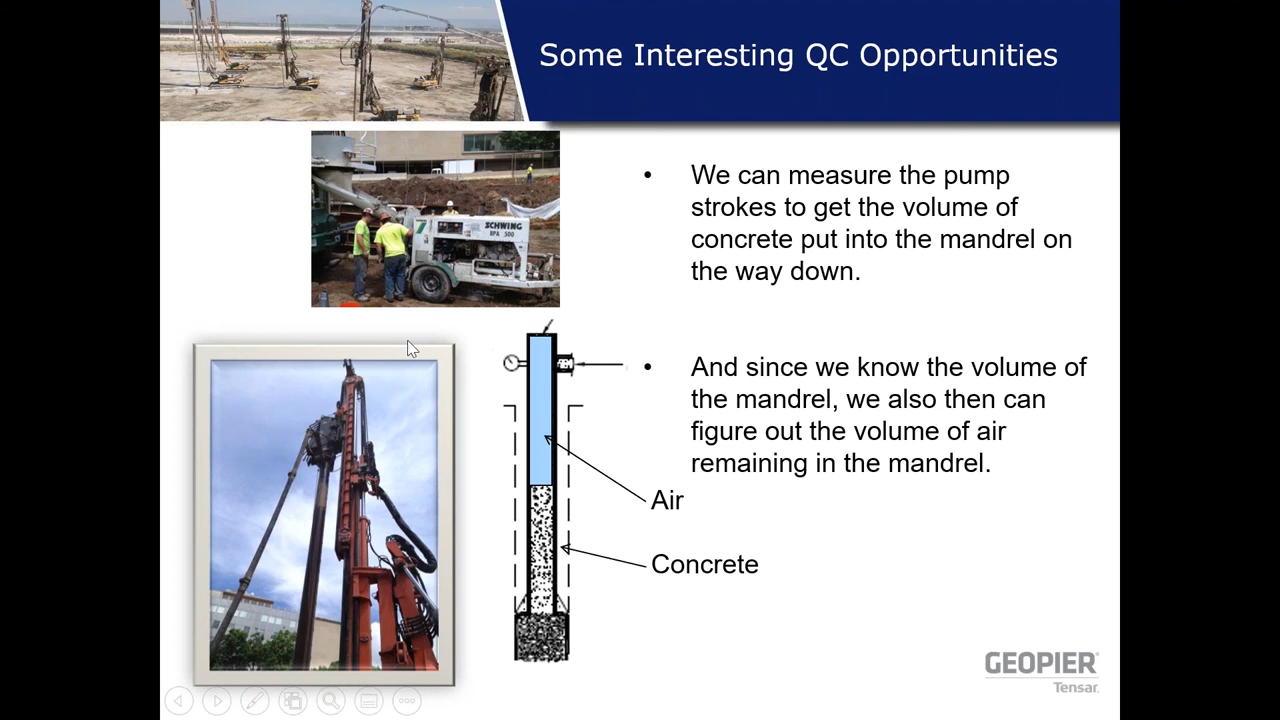 Some Interesting QC Opportunities
SCHWING
BPA 500
• We can measure the pump
strokes to get the volume of
concrete put into the mandrel on
the way down.
• And since we know the volume of
the mandrel, we also then can
figure out the volume of air
remaining in the mandrel.
Air
Concrete
GEOPIER®
Tensar.